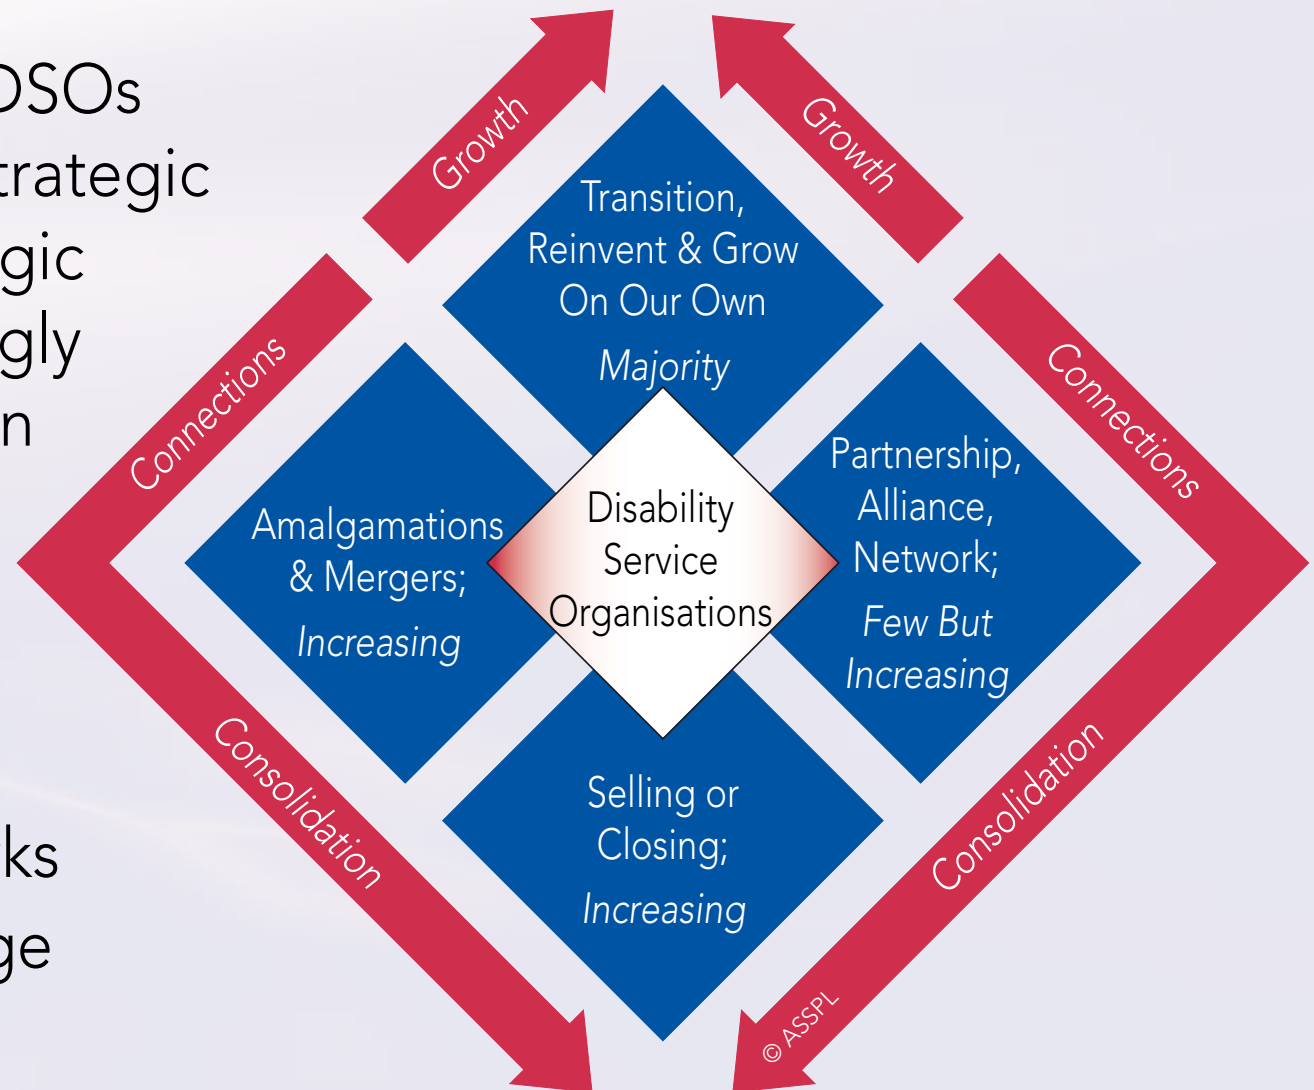 DSOs
trategic
gic
gly
n
ks
ge
Growth
Growth
Connections
Connections
Transition,
Reinvent & Grow
On Our Own
Majority
Amalgamations
& Mergers;
Increasing
Disability
Service
Organisations
Partnership,
Alliance,
Network;
Few But
Increasing
Selling or
Closing;
Increasing
Consolidation
Consolidation
© ASSPL